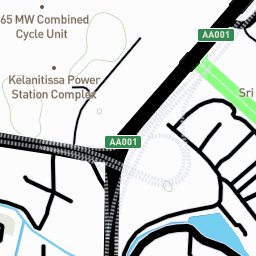 65 MW Combined
Cycle Unit
AA001
Kelanitissa Power
Station Complex
Sri
AA001